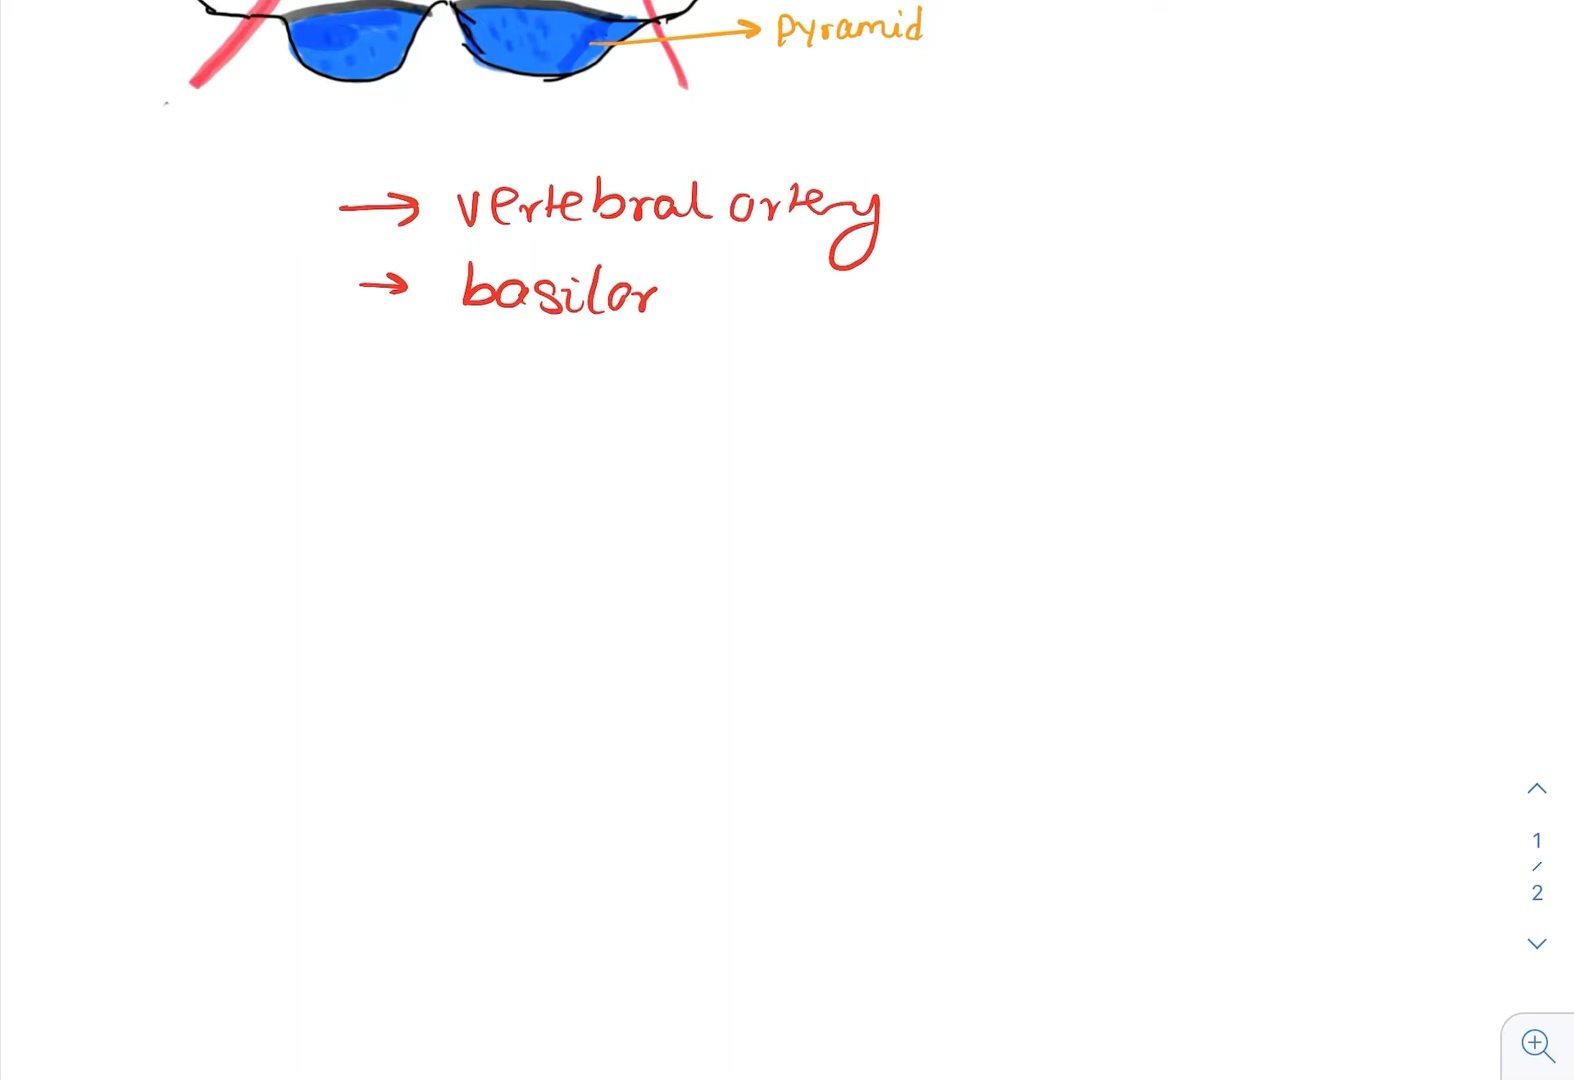 → pyramid
→ vertebral artery
→ basilar
1
/
2